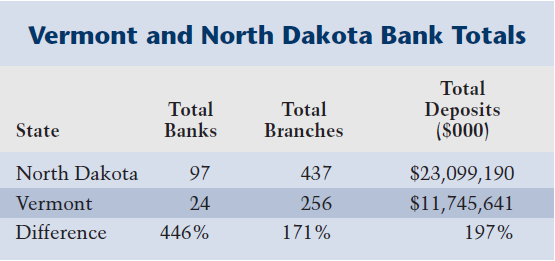 Vermont and North Dakota Bank Totals
State Total Banks Total Branches Total Deposits ($000)
North Dakota 97 437 $23,099,190
Vermont 24 256 $11,745,641
Difference 446% 171% 197%